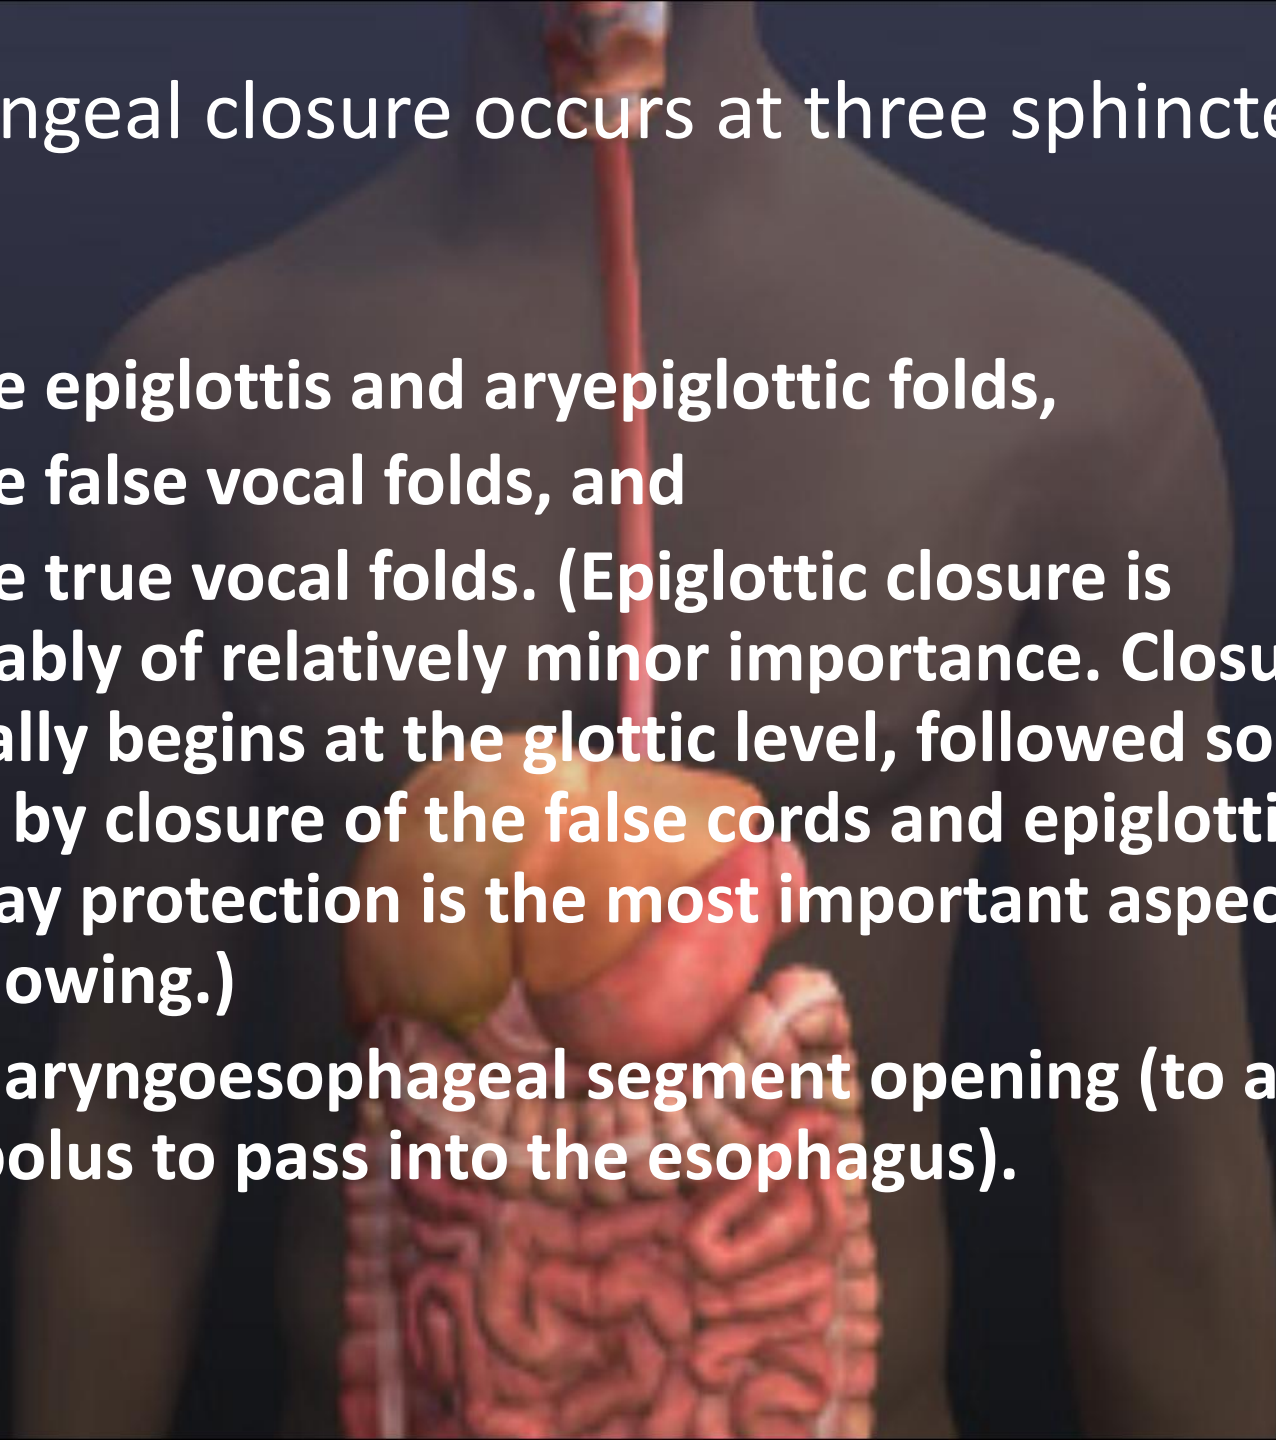 ngeal closure occurs at three sphincte
e epiglottis and aryepiglottic folds,
e false vocal folds, and
e true vocal folds. (Epiglottic closure is
ably of relatively minor importance. Closu
ally begins at the glottic level, followed so
by closure of the false cords and epiglotti
ay protection is the most important aspec
owing.)
aryngoesophageal segment opening (to a
bolus to pass into the esophagus).